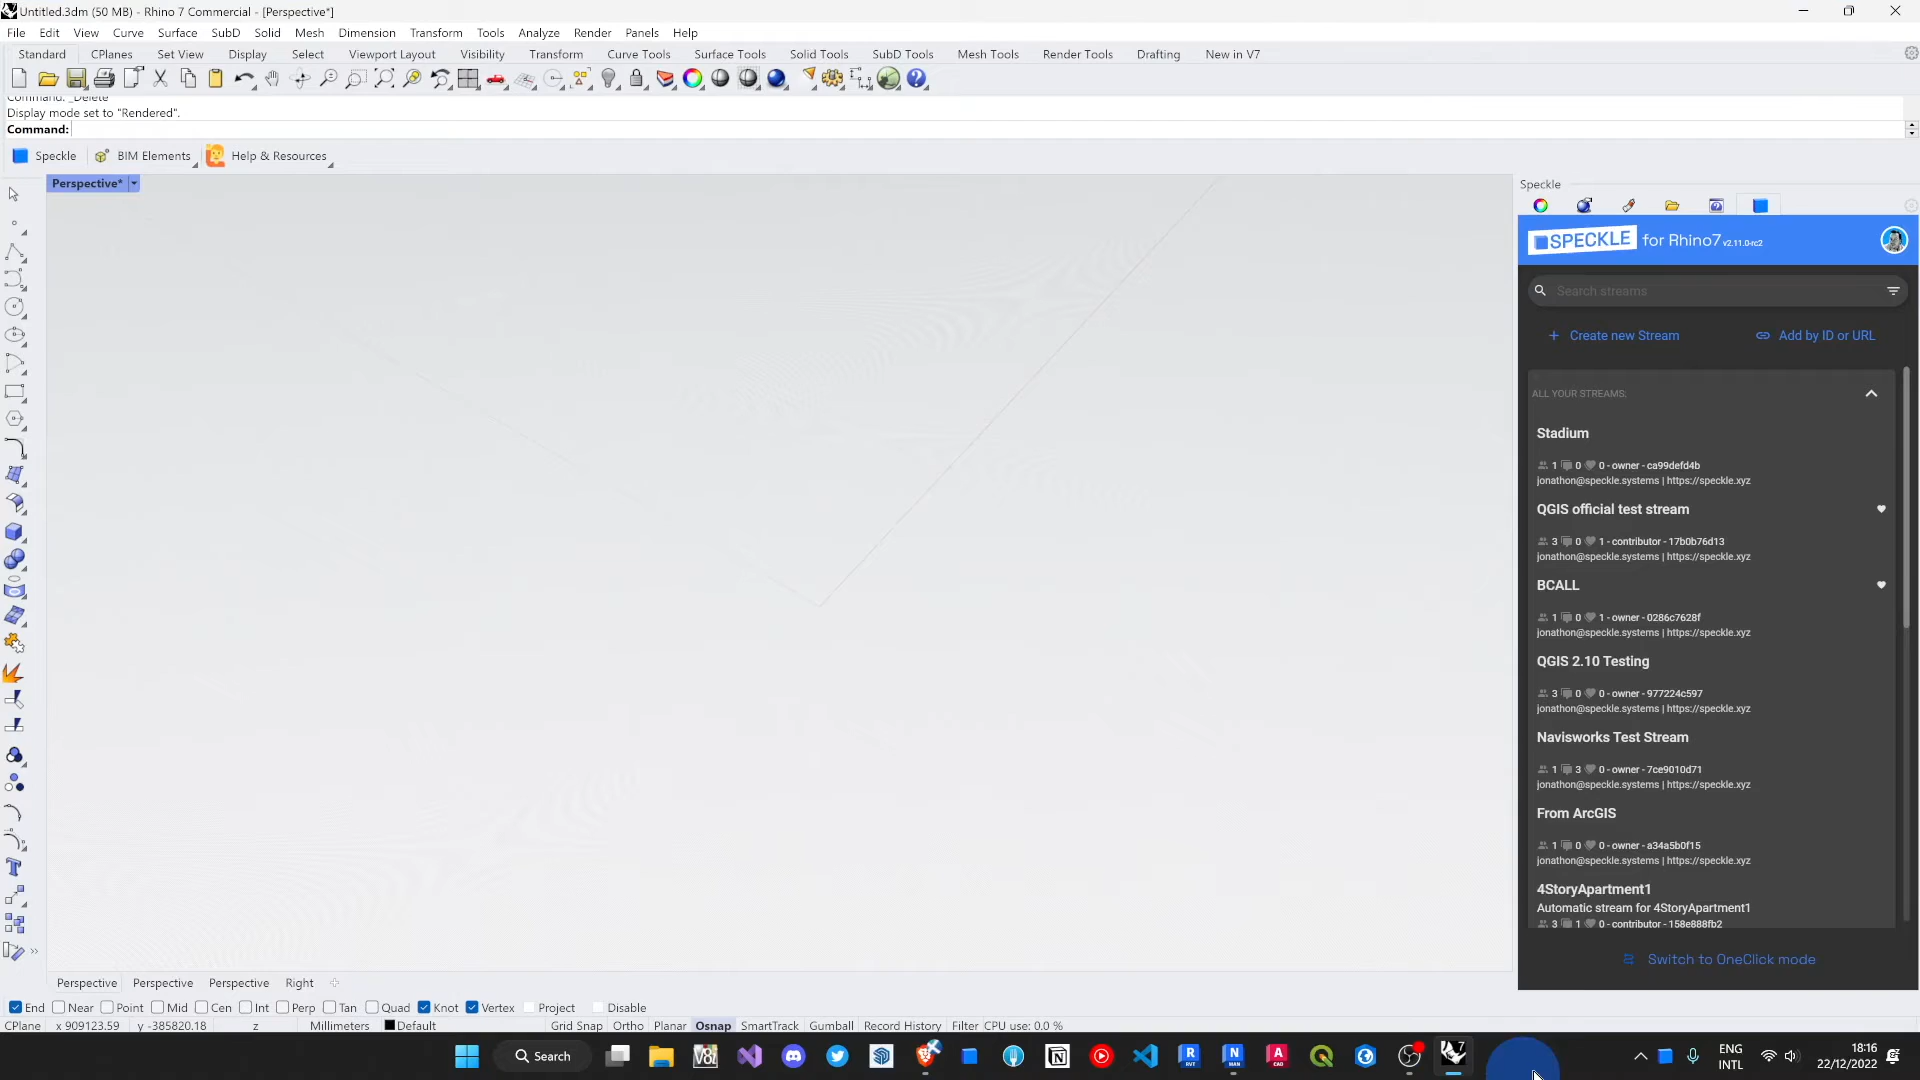 Untitled.3dm (50 MB) - Rhino 7 Commercial - [Perspective*]
File Edit View Curve Surface SubD Solid Mesh Dimension Transform Tools Analyze Render Panels Help
Standard CPlanes Set View Display Select Viewport Layout Visibility Transform Curve Tools Surface Tools Solid Tools SubD Tools Mesh Tools Render Tools Drafting New in V7
Command: _Delete
Display mode set to "Rendered".
Command:
Speckle BIM Elements Help & Resources
Perspective*
Speckle
SPECKLE for Rhino7 v2.11.0-rc2
Search streams
+ Create new Stream Add by ID or URL
ALL YOUR STREAMS:
Stadium
1 0 0 - owner - ca99defd4b
jonathon@speckle.systems | https://speckle.xyz
QGIS official test stream
3 0 1 - contributor - 17b0b76d13
jonathon@speckle.systems | https://speckle.xyz
BCALL
1 0 1 - owner - 0286c7628f
jonathon@speckle.systems | https://speckle.xyz
QGIS 2.10 Testing
3 0 0 - owner - 977224c597
jonathon@speckle.systems | https://speckle.xyz
Navisworks Test Stream
1 3 0 - owner - 7ce9010d71
jonathon@speckle.systems | https://speckle.xyz
From ArcGIS
1 0 0 - owner - a34a5b0f15
jonathon@speckle.systems | https://speckle.xyz
4StoryApartment1
Automatic stream for 4StoryApartment1
3 1 0 - contributor - 158e888fb2
Switch to OneClick mode
Perspective Perspective Perspective Right
End Near Point Mid Cen Int Perp Tan Quad Knot Vertex Project Disable
CPlane x 909123.59 y -385820.18 z Millimeters Default Grid Snap Ortho Planar Osnap SmartTrack Gumball Record History Filter CPU use: 0.0 %
Search
ENG
INTL
18:16
22/12/2022